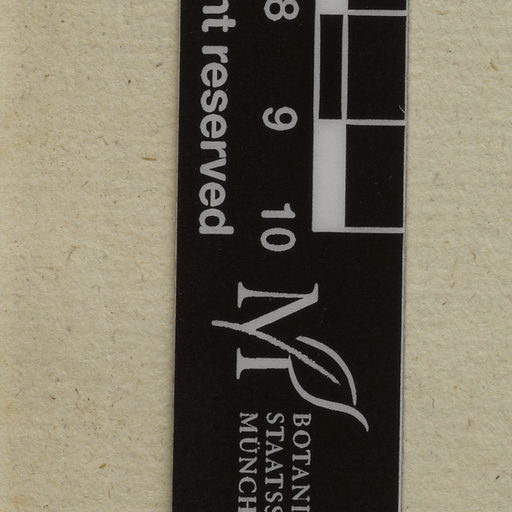 nt reserved
8 9 10
BOTANI
STAATSS
MÜNCH